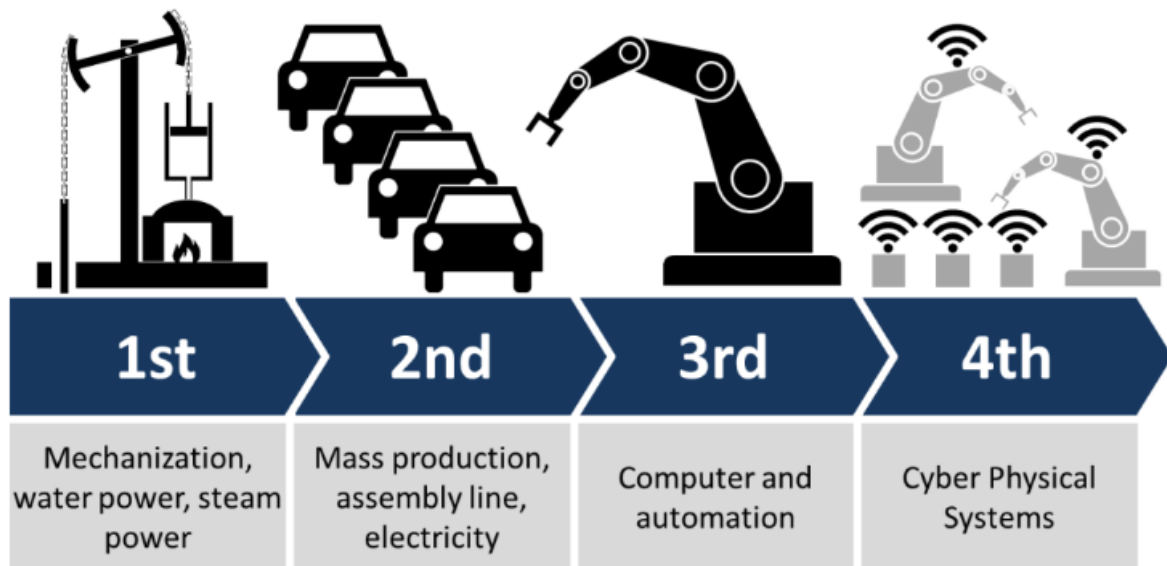 1st
2nd
3rd
4th
Mechanization,
water power, steam
power
Mass production,
assembly line,
electricity
Computer and
automation
Cyber Physical
Systems